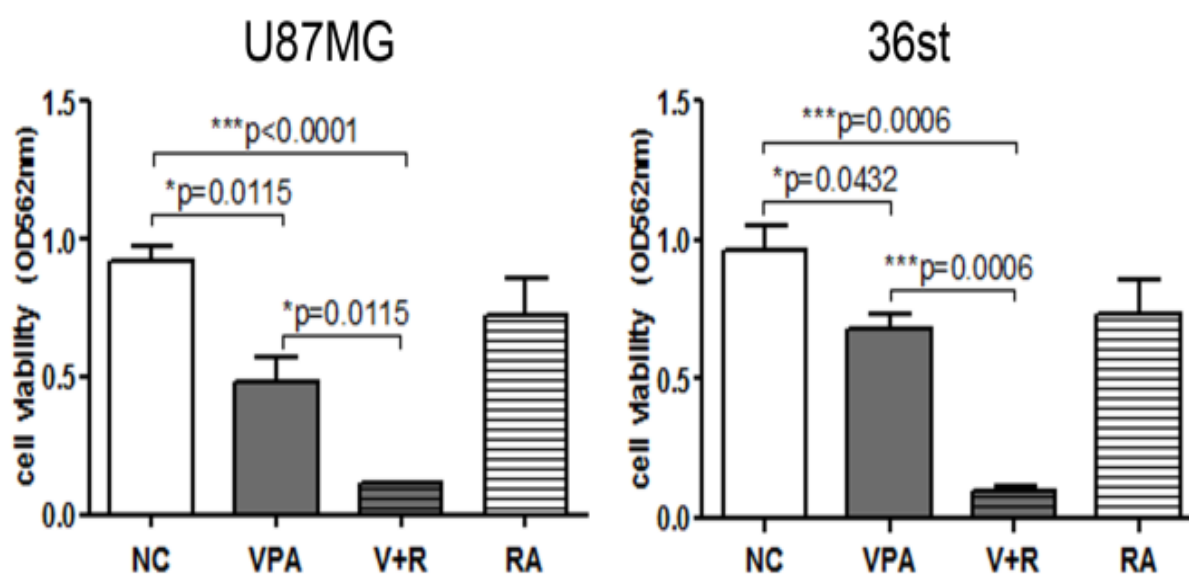 U87MG
cell viability (OD562nm)
1.5
1.0
0.5
0.0
***p<0.0001
*p=0.0115
*p=0.0115
NC VPA V+R RA
36st
cell viability (OD562nm)
1.5
1.0
0.5
0.0
***p=0.0006
*p=0.0432
***p=0.0006
NC VPA V+R RA